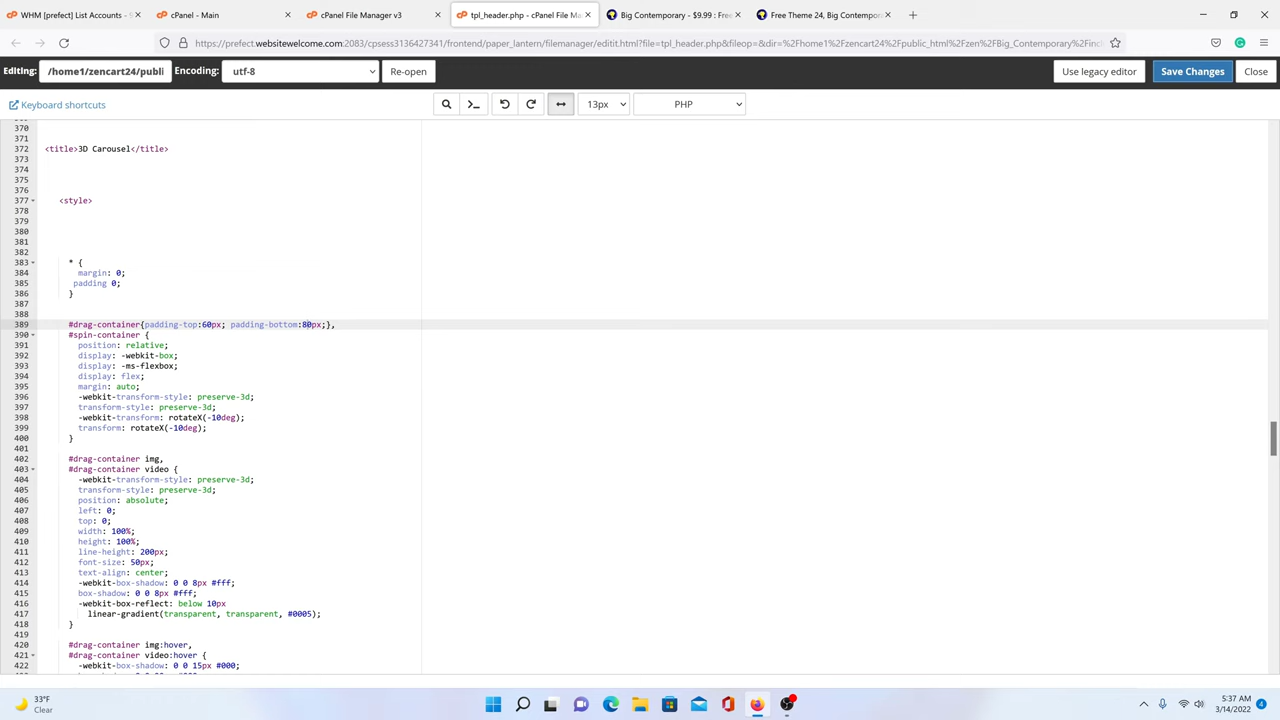 WHM [prefect] List Accounts - 
cPanel - Main
cPanel File Manager v3
tpl_header.php - cPanel File Ma
Big Contemporary - $9.99 : Free
Free Theme 24, Big Contempora
https://prefect.websitewelcome.com:2083/cpsess3136427341/frontend/paper_lantern/filemanager/editit.html?file=tpl_header.php&fileop=&dir=%2Fhome1%2Fzencart24%2Fpublic_html%2Fzen%2FBig_Contemporary%2Fincl
Editing: /home1/zencart24/publi Encoding: utf-8 Re-open Use legacy editor Save Changes Close
Keyboard shortcuts 13px PHP
370
371
372 <title>3D Carousel</title>
373
374
375
376
377 <style>
378
379
380
381
382
383 * {
384 margin: 0;
385 padding 0;
386 }
387
388
389 #drag-container{padding-top:60px; padding-bottom:80px;},
390 #spin-container {
391 position: relative;
392 display: -webkit-box;
393 display: -ms-flexbox;
394 display: flex;
395 margin: auto;
396 -webkit-transform-style: preserve-3d;
397 transform-style: preserve-3d;
398 -webkit-transform: rotateX(-10deg);
399 transform: rotateX(-10deg);
400 }
401
402 #drag-container img,
403 #drag-container video {
404 -webkit-transform-style: preserve-3d;
405 transform-style: preserve-3d;
406 position: absolute;
407 left: 0;
408 top: 0;
409 width: 100%;
410 height: 100%;
411 line-height: 200px;
412 font-size: 50px;
413 text-align: center;
414 -webkit-box-shadow: 0 0 8px #fff;
415 box-shadow: 0 0 8px #fff;
416 -webkit-box-reflect: below 10px
417 linear-gradient(transparent, transparent, #0005);
418 }
419
420 #drag-container img:hover,
421 #drag-container video:hover {
422 -webkit-box-shadow: 0 0 15px #000;
33°F
Clear
5:37 AM
3/14/2022
4